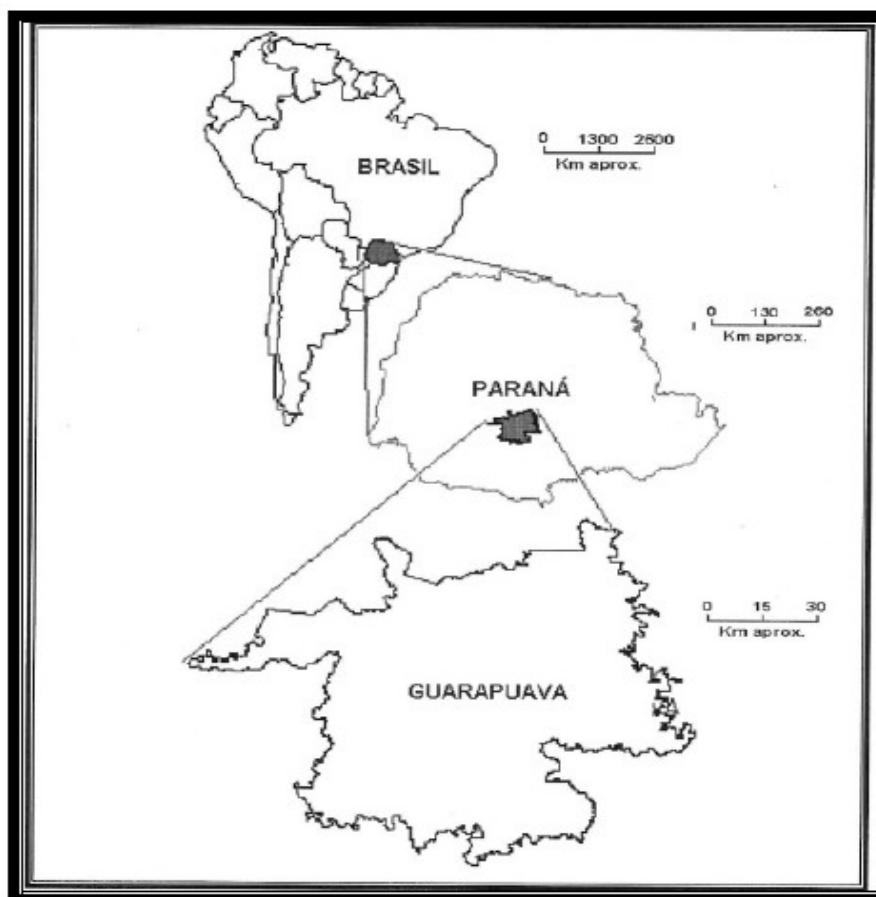 0 1300 2600
Km aprox.
BRASIL
0 130 260
Km aprox.
PARANÁ
0 15 30
Km aprox.
GUARAPUAVA